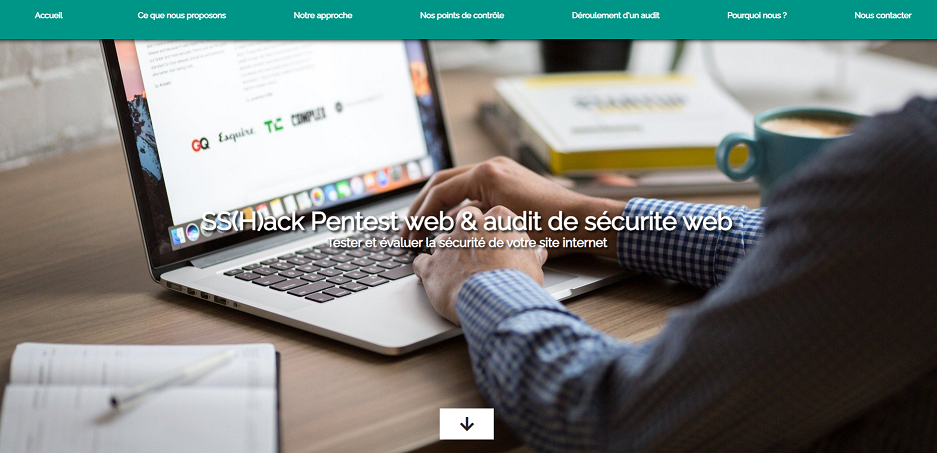 Accueil
Ce que nous proposons
Notre approche
Nos points de contrôle
Déroulement d'un audit
Pourquoi nous ?
Nous contacter
GQ Esquire TC COMPLEX
STARTUP
SS(H)ack Pentest web & audit de sécurité web
Tester et évaluer la sécurité de votre site internet